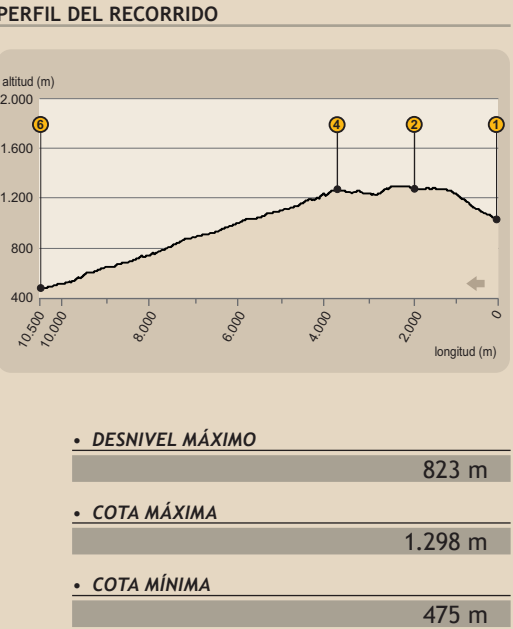 PERFIL DEL RECORRIDO
altitud (m)
2.000
6 4 2 1
1.600
1.200
800
400
10.500 10.000 8.000 6.000 4.000 2.000 0
longitud (m)
• DESNIVEL MÁXIMO
823 m
• COTA MÁXIMA
1.298 m
• COTA MÍNIMA
475 m